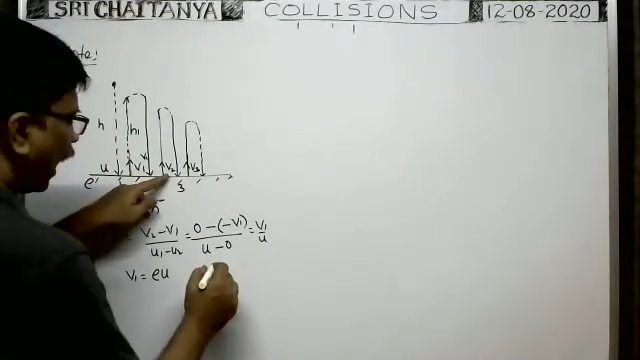 SRI CHAITANYA COLLISIONS 12-08-2020
h h1 V1
u V1 V2 V3
e
V2-V1 / u1-u2 = 0-(-V1) / u-0 = V1 / u
V1 = eu